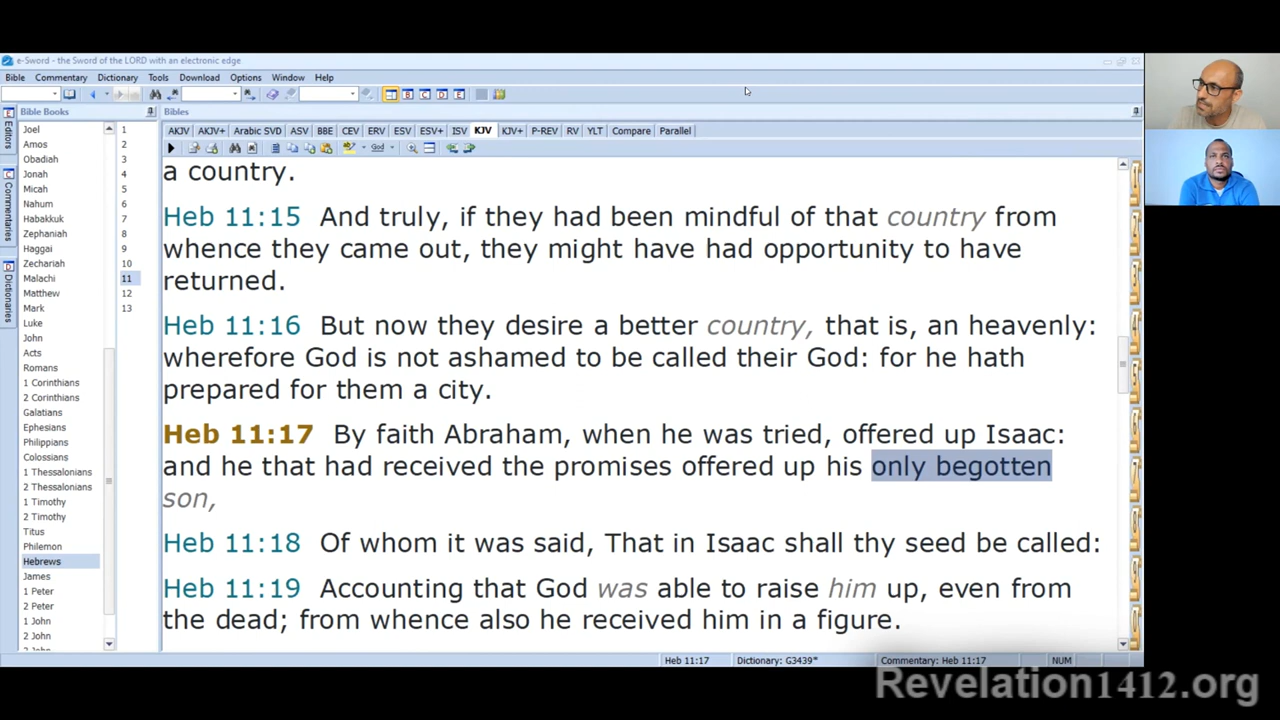 e-Sword - the Sword of the LORD with an electronic edge
Bible Commentary Dictionary Tools Download Options Window Help
B C D E
Bible Books
Bibles
AKJV AKJV+ Arabic SVD ASV BBE CEV ERV ESV ESV+ ISV KJV KJV+ P-REV RV YLT Compare Parallel
God
E Editors
C Commentaries
D Dictionaries
Joel
Amos
Obadiah
Jonah
Micah
Nahum
Habakkuk
Zephaniah
Haggai
Zechariah
Malachi
Matthew
Mark
Luke
John
Acts
Romans
1 Corinthians
2 Corinthians
Galatians
Ephesians
Philippians
Colossians
1 Thessalonians
2 Thessalonians
1 Timothy
2 Timothy
Titus
Philemon
Hebrews
James
1 Peter
2 Peter
1 John
2 John
1
2
3
4
5
6
7
8
9
10
11
12
13
a country.
Heb 11:15 And truly, if they had been mindful of that country from
whence they came out, they might have had opportunity to have
returned.
Heb 11:16 But now they desire a better country, that is, an heavenly:
wherefore God is not ashamed to be called their God: for he hath
prepared for them a city.
Heb 11:17 By faith Abraham, when he was tried, offered up Isaac:
and he that had received the promises offered up his only begotten
son,
Heb 11:18 Of whom it was said, That in Isaac shall thy seed be called:
Heb 11:19 Accounting that God was able to raise him up, even from
the dead; from whence also he received him in a figure.
Heb 11:17 Dictionary: G3439* Commentary: Heb 11:17 NUM
Revelation1412.org